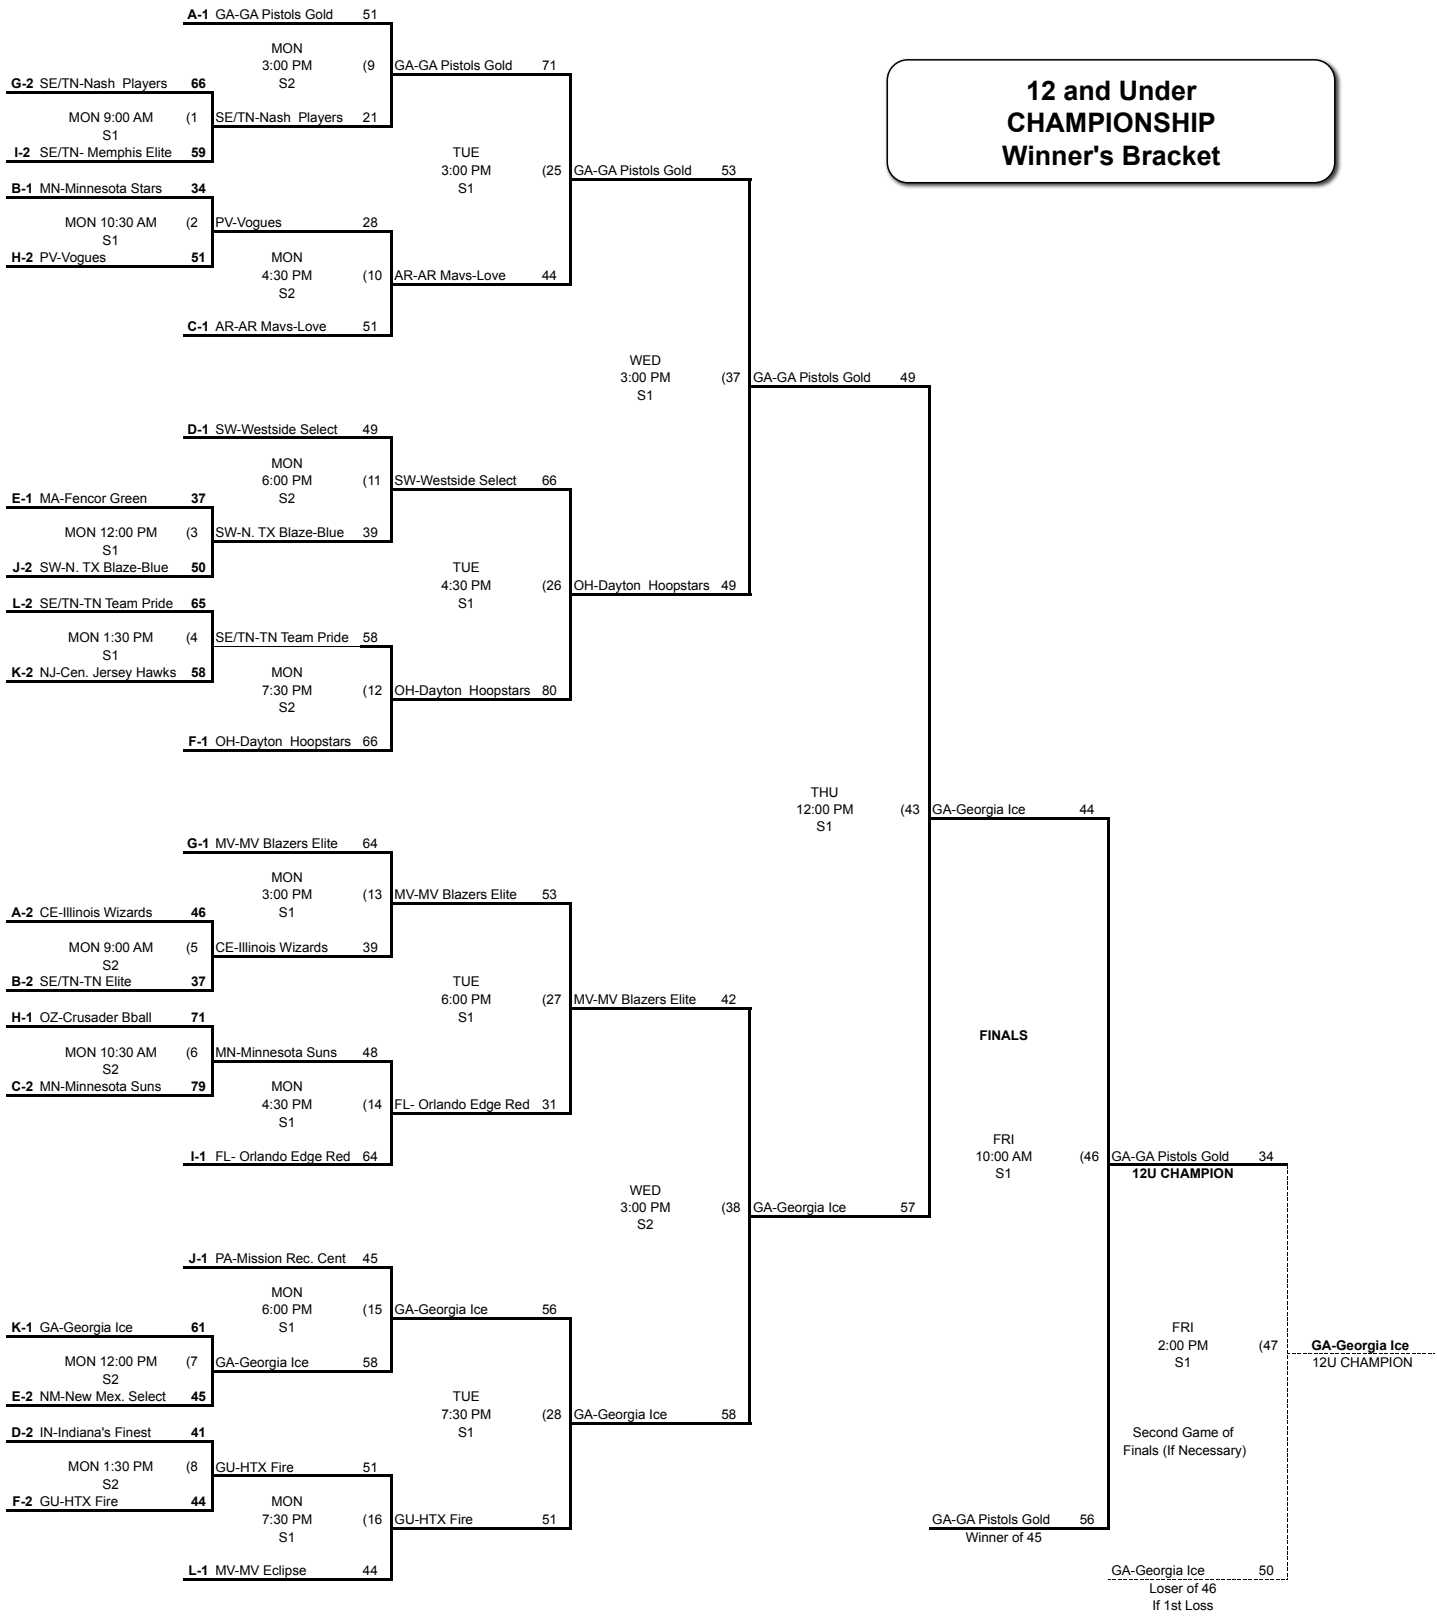 12 and Under
CHAMPIONSHIP
Winner's Bracket
A-1 GA-GA Pistols Gold 51
MON
3:00 PM (9 GA-GA Pistols Gold 71
S2
G-2 SE/TN-Nash Players 66
MON 9:00 AM (1 SE/TN-Nash Players 21
S1
I-2 SE/TN- Memphis Elite 59
TUE
3:00 PM (25 GA-GA Pistols Gold 53
S1
B-1 MN-Minnesota Stars 34
MON 10:30 AM (2 PV-Vogues 28
S1
H-2 PV-Vogues 51
MON
4:30 PM (10 AR-AR Mavs-Love 44
S2
C-1 AR-AR Mavs-Love 51
WED
3:00 PM (37 GA-GA Pistols Gold 49
S1
D-1 SW-Westside Select 49
MON
6:00 PM (11 SW-Westside Select 66
S2
E-1 MA-Fencor Green 37
MON 12:00 PM (3 SW-N. TX Blaze-Blue 39
S1
J-2 SW-N. TX Blaze-Blue 50
TUE
4:30 PM (26 OH-Dayton Hoopstars 49
S1
L-2 SE/TN-TN Team Pride 65
MON 1:30 PM (4 SE/TN-TN Team Pride 58
S1
K-2 NJ-Cen. Jersey Hawks 58
MON
7:30 PM (12 OH-Dayton Hoopstars 80
S2
F-1 OH-Dayton Hoopstars 66
THU
12:00 PM (43 GA-Georgia Ice 44
S1
G-1 MV-MV Blazers Elite 64
MON
3:00 PM (13 MV-MV Blazers Elite 53
S1
A-2 CE-Illinois Wizards 46
MON 9:00 AM (5 CE-Illinois Wizards 39
S2
B-2 SE/TN-TN Elite 37
TUE
6:00 PM (27 MV-MV Blazers Elite 42
S1
H-1 OZ-Crusader Bball 71
MON 10:30 AM (6 MN-Minnesota Suns 48
S2
C-2 MN-Minnesota Suns 79
MON
4:30 PM (14 FL- Orlando Edge Red 31
S1
I-1 FL- Orlando Edge Red 64
FINALS
FRI
10:00 AM (46 GA-GA Pistols Gold 34
S1 12U CHAMPION
WED
3:00 PM (38 GA-Georgia Ice 57
S2
J-1 PA-Mission Rec. Cent 45
MON
6:00 PM (15 GA-Georgia Ice 56
S1
K-1 GA-Georgia Ice 61
MON 12:00 PM (7 GA-Georgia Ice 58
S2
E-2 NM-New Mex. Select 45
TUE
7:30 PM (28 GA-Georgia Ice 58
S1
D-2 IN-Indiana's Finest 41
MON 1:30 PM (8 GU-HTX Fire 51
S2
F-2 GU-HTX Fire 44
MON
7:30 PM (16 GU-HTX Fire 51
S1
L-1 MV-MV Eclipse 44
FRI
2:00 PM (47 GA-Georgia Ice
S1 12U CHAMPION
Second Game of
Finals (If Necessary)
GA-GA Pistols Gold 56
Winner of 45
GA-Georgia Ice 50
Loser of 46
If 1st Loss